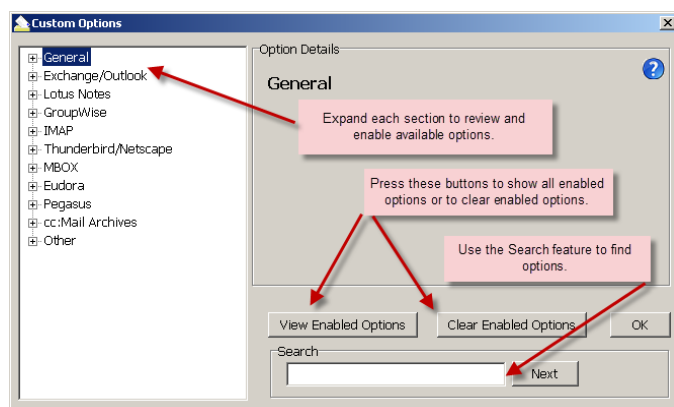 Custom Options
General
Exchange/Outlook
Lotus Notes
GroupWise
IMAP
Thunderbird/Netscape
MBOX
Eudora
Pegasus
cc:Mail Archives
Other
Option Details
General
?
Expand each section to review and
enable available options.
Press these buttons to show all enabled
options or to clear enabled options.
Use the Search feature to find
options.
View Enabled Options
Clear Enabled Options
OK
Search
Next